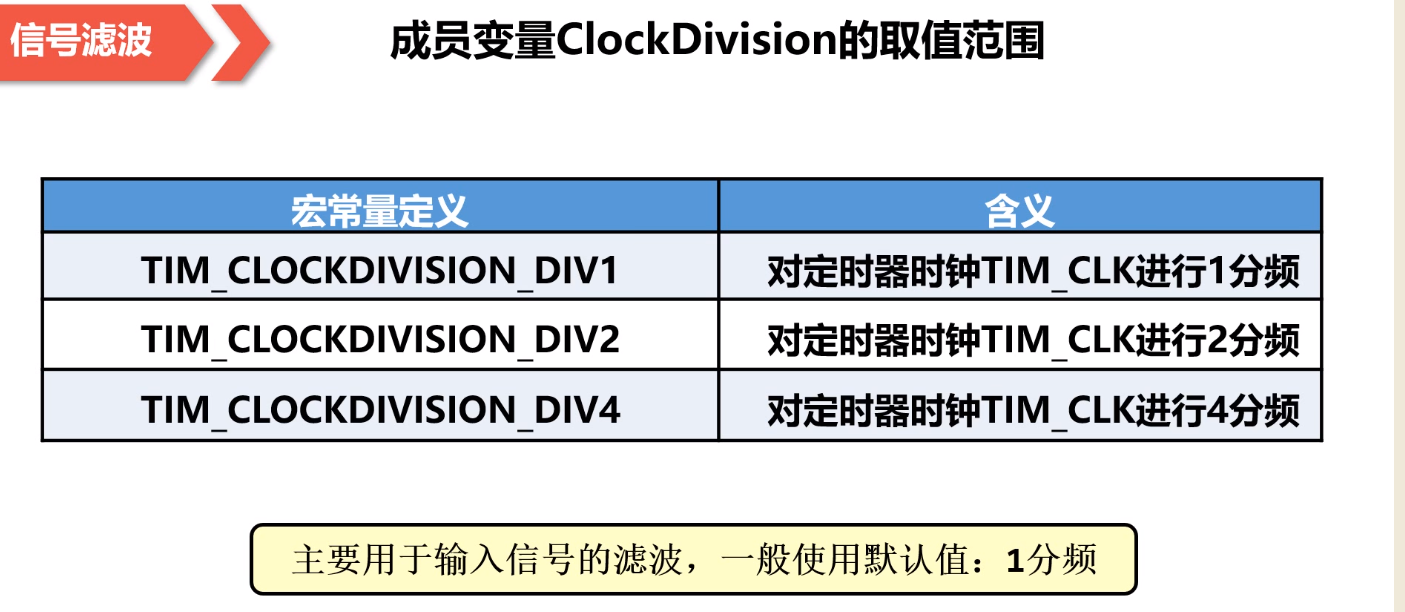 信号滤波
成员变量ClockDivision的取值范围
宏常量定义 含义
TIM_CLOCKDIVISION_DIV1 对定时器时钟TIM_CLK进行1分频
TIM_CLOCKDIVISION_DIV2 对定时器时钟TIM_CLK进行2分频
TIM_CLOCKDIVISION_DIV4 对定时器时钟TIM_CLK进行4分频
主要用于输入信号的滤波，一般使用默认值：1分频